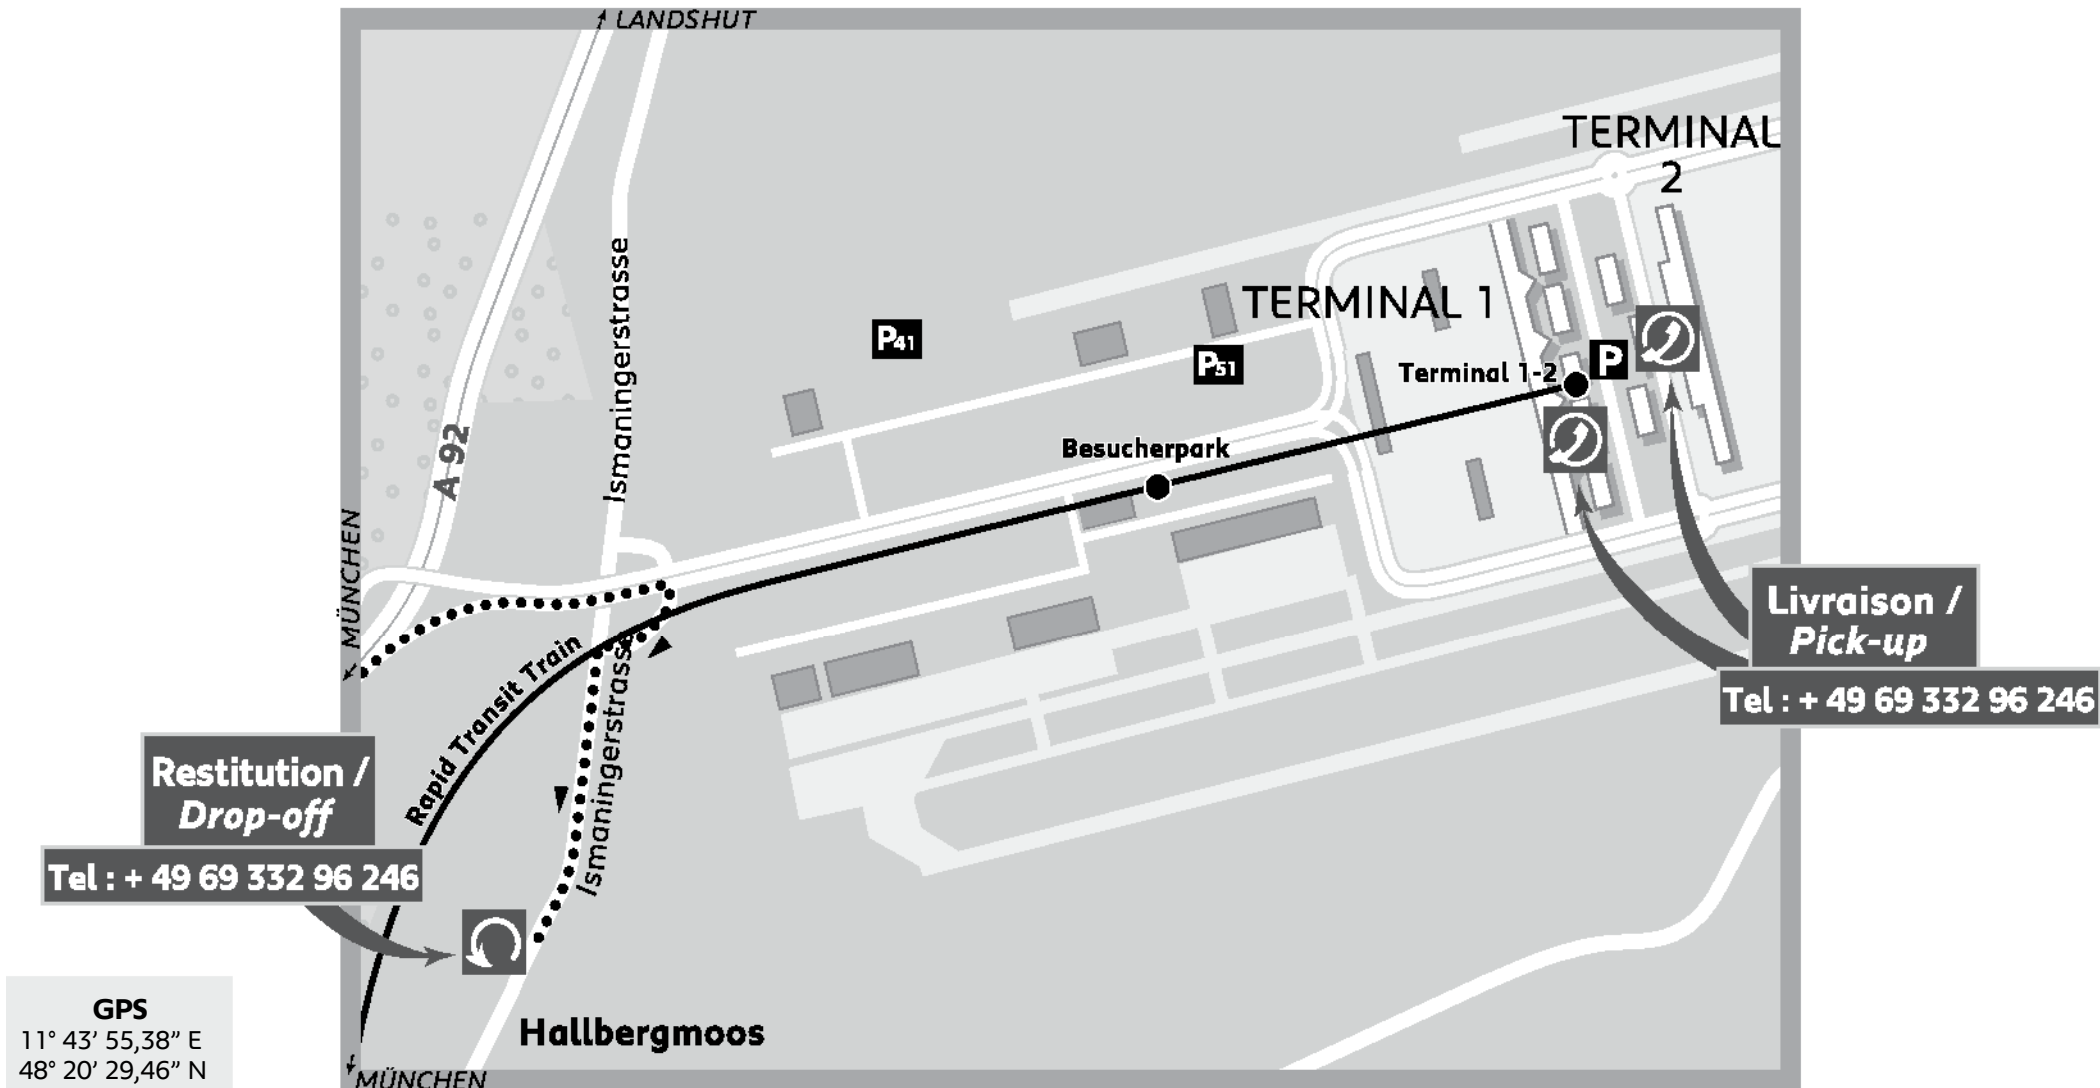 LANDSHUT
TERMINAL
2
Ismaningerstrasse
TERMINAL 1
P41
P51
Terminal 1-2
P
A 92
Besucherpark
MÜNCHEN
Livraison /
Pick-up
Tel : + 49 69 332 96 246
Rapid Transit Train
Ismaningerstrasse
Restitution /
Drop-off
Tel : + 49 69 332 96 246
GPS
11° 43’ 55,38” E
48° 20’ 29,46” N
Hallbergmoos
MÜNCHEN